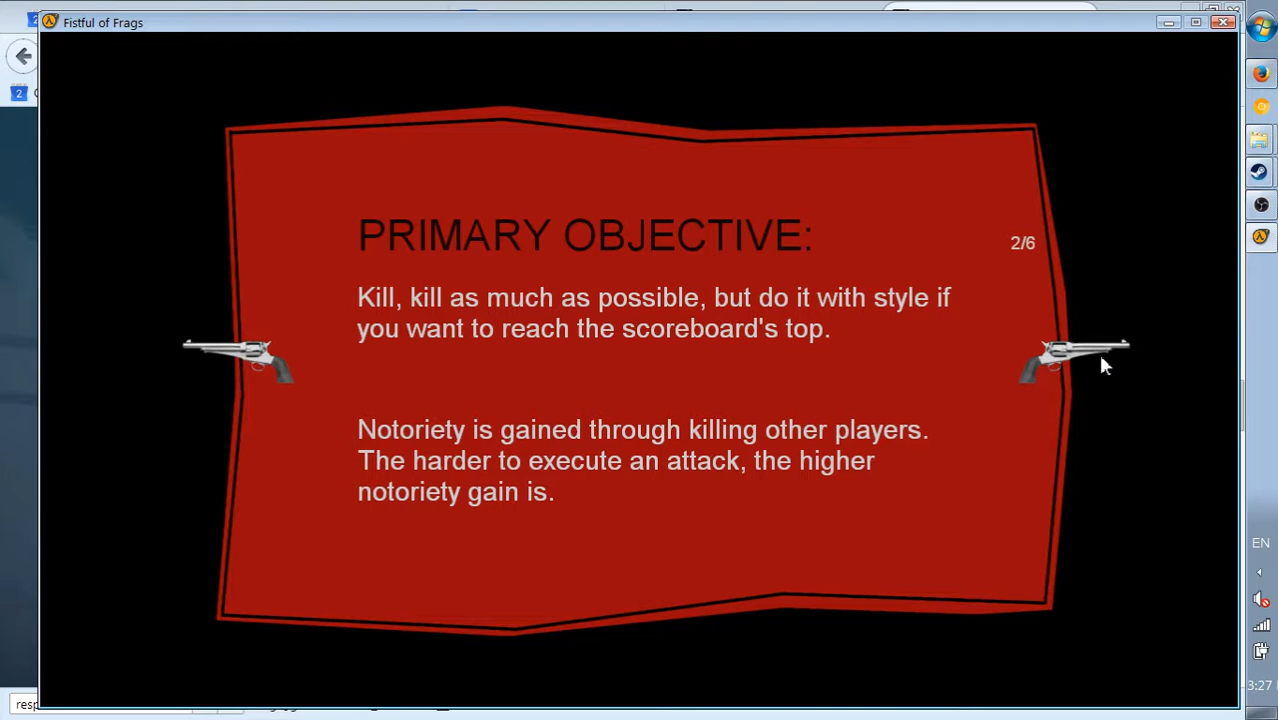 Fistful of Frags
PRIMARY OBJECTIVE:
2/6
Kill, kill as much as possible, but do it with style if
you want to reach the scoreboard's top.
Notoriety is gained through killing other players.
The harder to execute an attack, the higher
notoriety gain is.
EN
3:27
resp